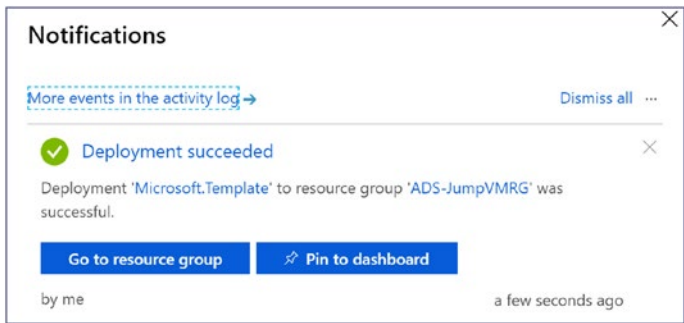 Notifications
More events in the activity log → Dismiss all ...
Deployment succeeded
Deployment 'Microsoft.Template' to resource group 'ADS-JumpVMRG' was
successful.
Go to resource group Pin to dashboard
by me a few seconds ago